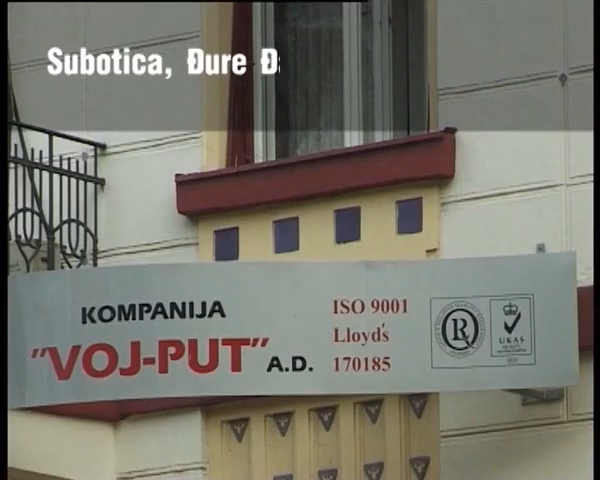 Subotica, Đure Đ
KOMPANIJA
"VOJ-PUT" A.D.
ISO 9001
Lloyd's
170185
R
UKAS